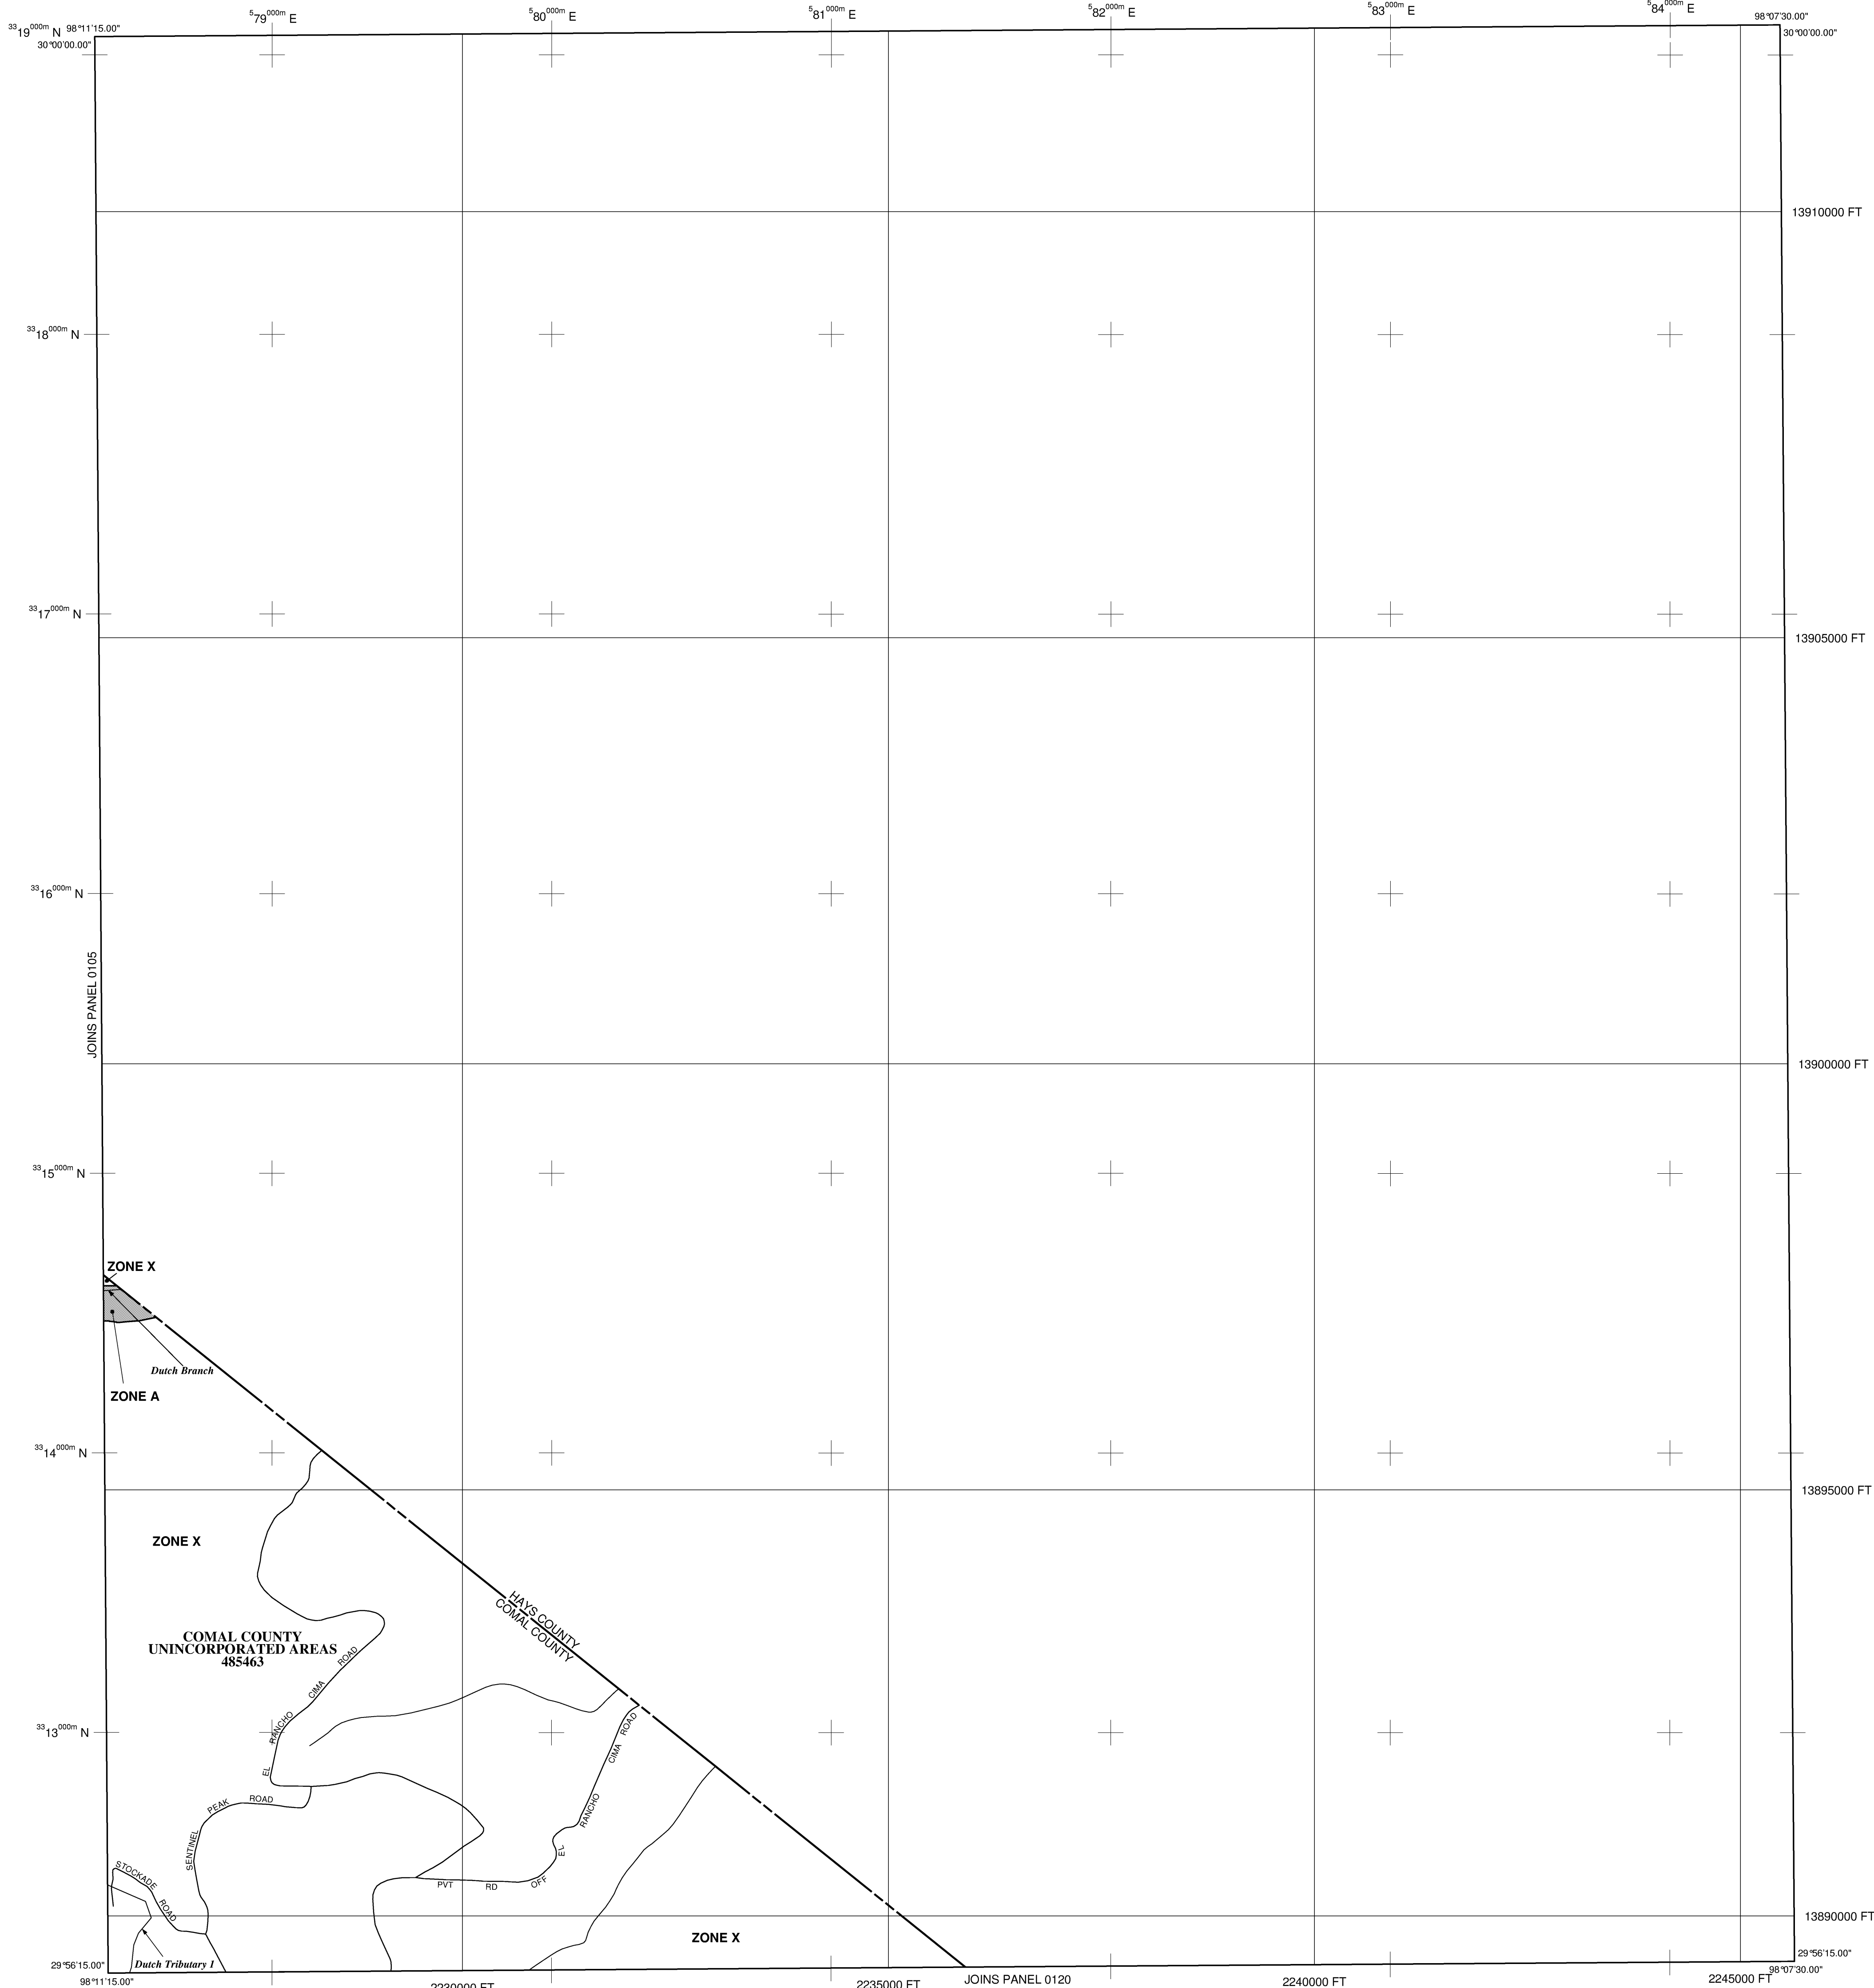 579000m E
580000m E
581000m E
582000m E
583000m E
584000m E
3319000m N
98°11'15.00"
98°07'30.00"
30°00'00.00"
30°00'00.00"
13910000 FT
3318000m N
3317000m N
13905000 FT
3316000m N
JOINS PANEL 0105
13900000 FT
3315000m N
ZONE X
Dutch Branch
ZONE A
3314000m N
13895000 FT
ZONE X
HAYS COUNTY
COMAL COUNTY
COMAL COUNTY
UNINCORPORATED AREAS
485463
EL RANCHO CIMA ROAD
3313000m N
SENTINEL PEAK ROAD
PVT RD OFF EL RANCHO CIMA ROAD
STOCKADE ROAD
13890000 FT
ZONE X
Dutch Tributary 1
29°56'15.00"
29°56'15.00"
98°11'15.00"
98°07'30.00"
2230000 FT
2235000 FT
JOINS PANEL 0120
2240000 FT
2245000 FT